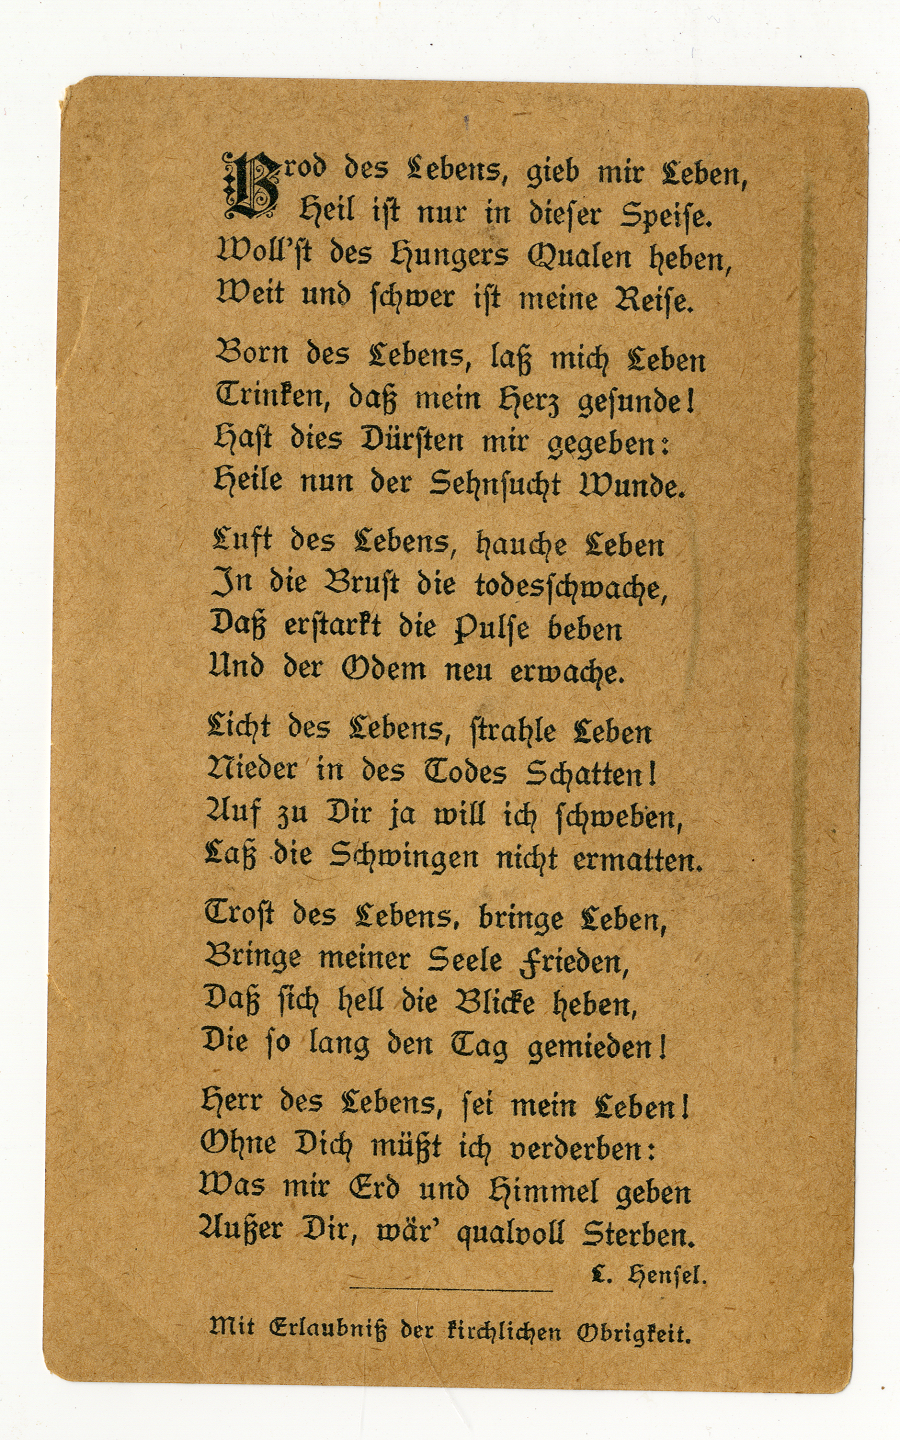 Brod des Lebens, gieb mir Leben,
Heil ist nur in dieser Speise.
Woll'st des Hungers Qualen heben,
Weit und schwer ist meine Reise.
Born des Lebens, laß mich Leben
Trinken, daß mein Herz gesunde!
Hast dies Dürsten mir gegeben:
Heile nun der Sehnsucht Wunde.
Luft des Lebens, hauche Leben
In die Brust die todesschwache,
Daß erstarkt die Pulse beben
Und der Odem neu erwache.
Licht des Lebens, strahle Leben
Nieder in des Todes Schatten!
Auf zu Dir ja will ich schweben,
Laß die Schwingen nicht ermatten.
Trost des Lebens, bringe Leben,
Bringe meiner Seele Frieden,
Daß sich hell die Blicke heben,
Die so lang den Tag gemieden!
Herr des Lebens, sei mein Leben!
Ohne Dich müßt ich verderben:
Was mir Erd und Himmel geben
Außer Dir, wär' qualvoll Sterben.
L. Hensel.
Mit Erlaubniß der kirchlichen Obrigkeit.